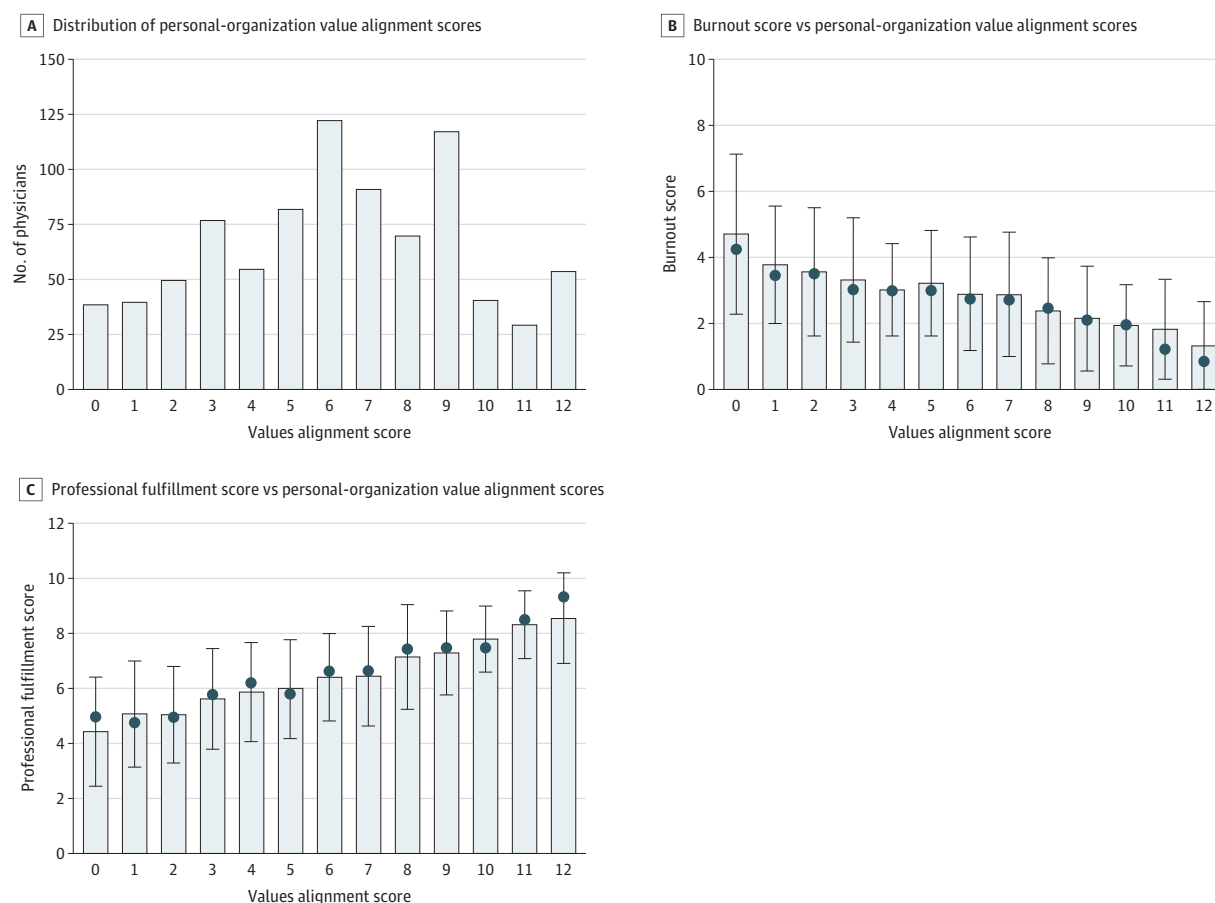 A Distribution of personal-organization value alignment scores
150
125
100
75
50
25
0
No. of physicians
0 1 2 3 4 5 6 7 8 9 10 11 12
Values alignment score
B Burnout score vs personal-organization value alignment scores
10
8
6
4
2
0
Burnout score
0 1 2 3 4 5 6 7 8 9 10 11 12
Values alignment score
C Professional fulfillment score vs personal-organization value alignment scores
12
10
8
6
4
2
0
Professional fulfillment score
0 1 2 3 4 5 6 7 8 9 10 11 12
Values alignment score